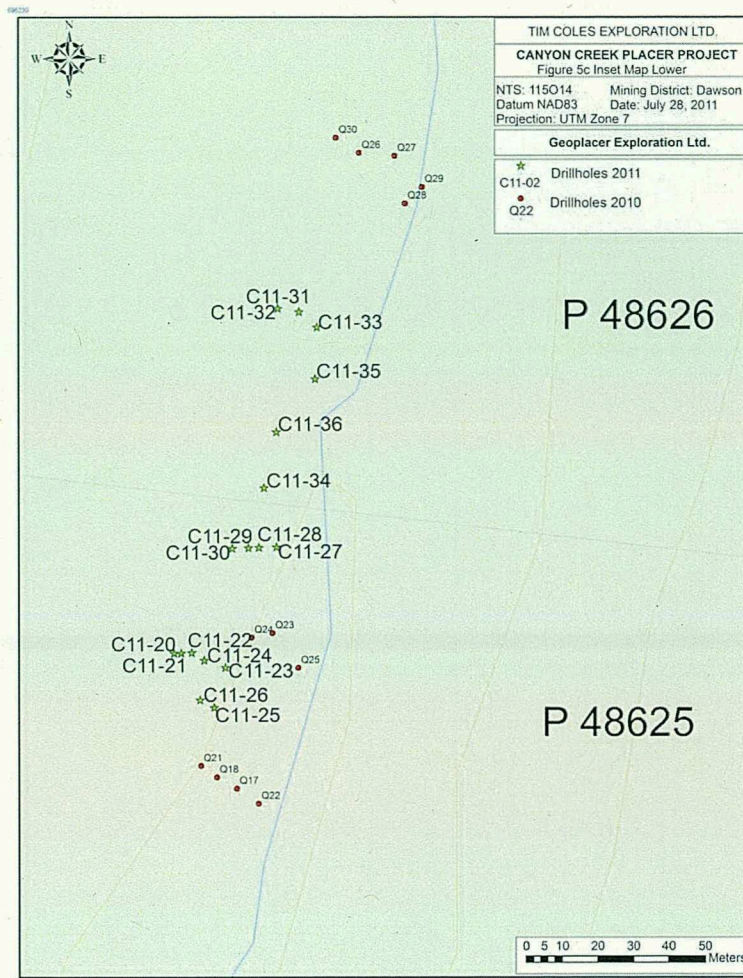 TIM COLES EXPLORATION LTD.
CANYON CREEK PLACER PROJECT
Figure 5c Inset Map Lower
NTS: 115O14 Mining District: Dawson
Datum NAD83 Date: July 28, 2011
Projection: UTM Zone 7
Geoplacer Exploration Ltd.
C11-02 Drillholes 2011
Q22 Drillholes 2010
N
W E
S
Q30
Q26
Q27
Q29
Q28
C11-31
C11-32
C11-33
P 48626
C11-35
C11-36
C11-34
C11-29 C11-28
C11-30 C11-27
Q24 Q23
C11-20 C11-22
C11-21 C11-24
C11-23
Q25
C11-26
C11-25
P 48625
Q21
Q18
Q17
Q22
0 5 10 20 30 40 50
Meters